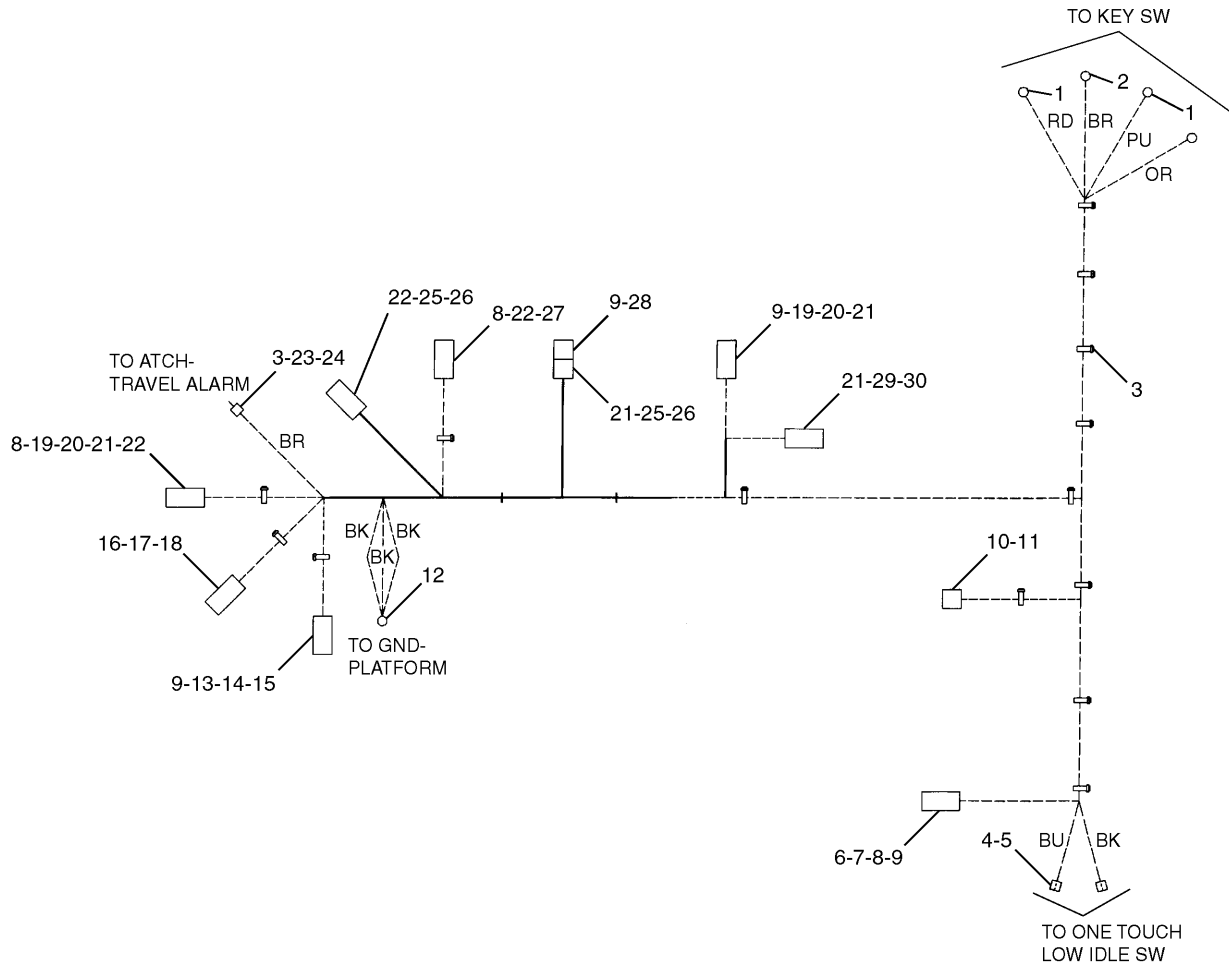 TO KEY SW
1
2
1
RD
BR
PU
OR
22-25-26
8-22-27
9-28
9-19-20-21
TO ATCH-
TRAVEL ALARM
3-23-24
21-29-30
3
21-25-26
BR
8-19-20-21-22
BK
BK
BK
16-17-18
10-11
12
TO GND-
PLATFORM
9-13-14-15
6-7-8-9
4-5
BU
BK
TO ONE TOUCH
LOW IDLE SW